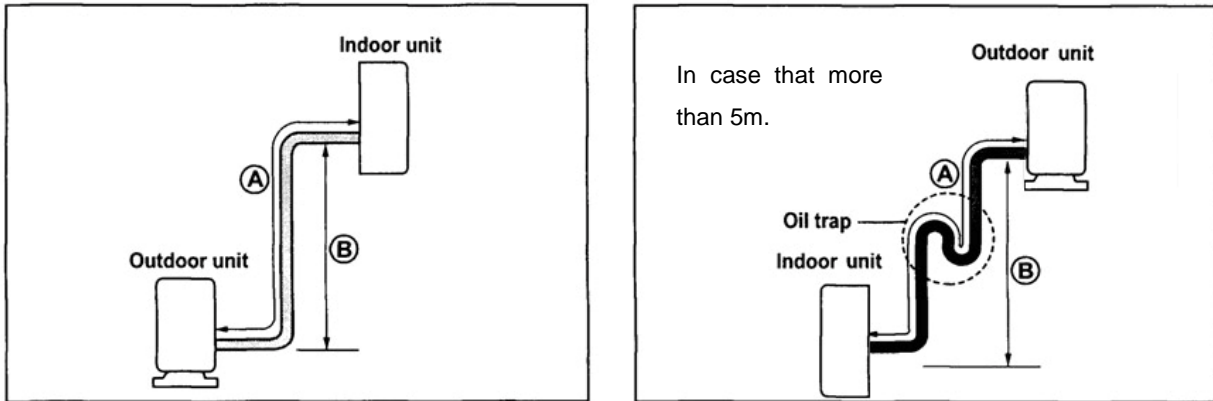 Indoor unit
A
B
Outdoor unit
In case that more
than 5m.
Outdoor unit
A
Oil trap
Indoor unit
B